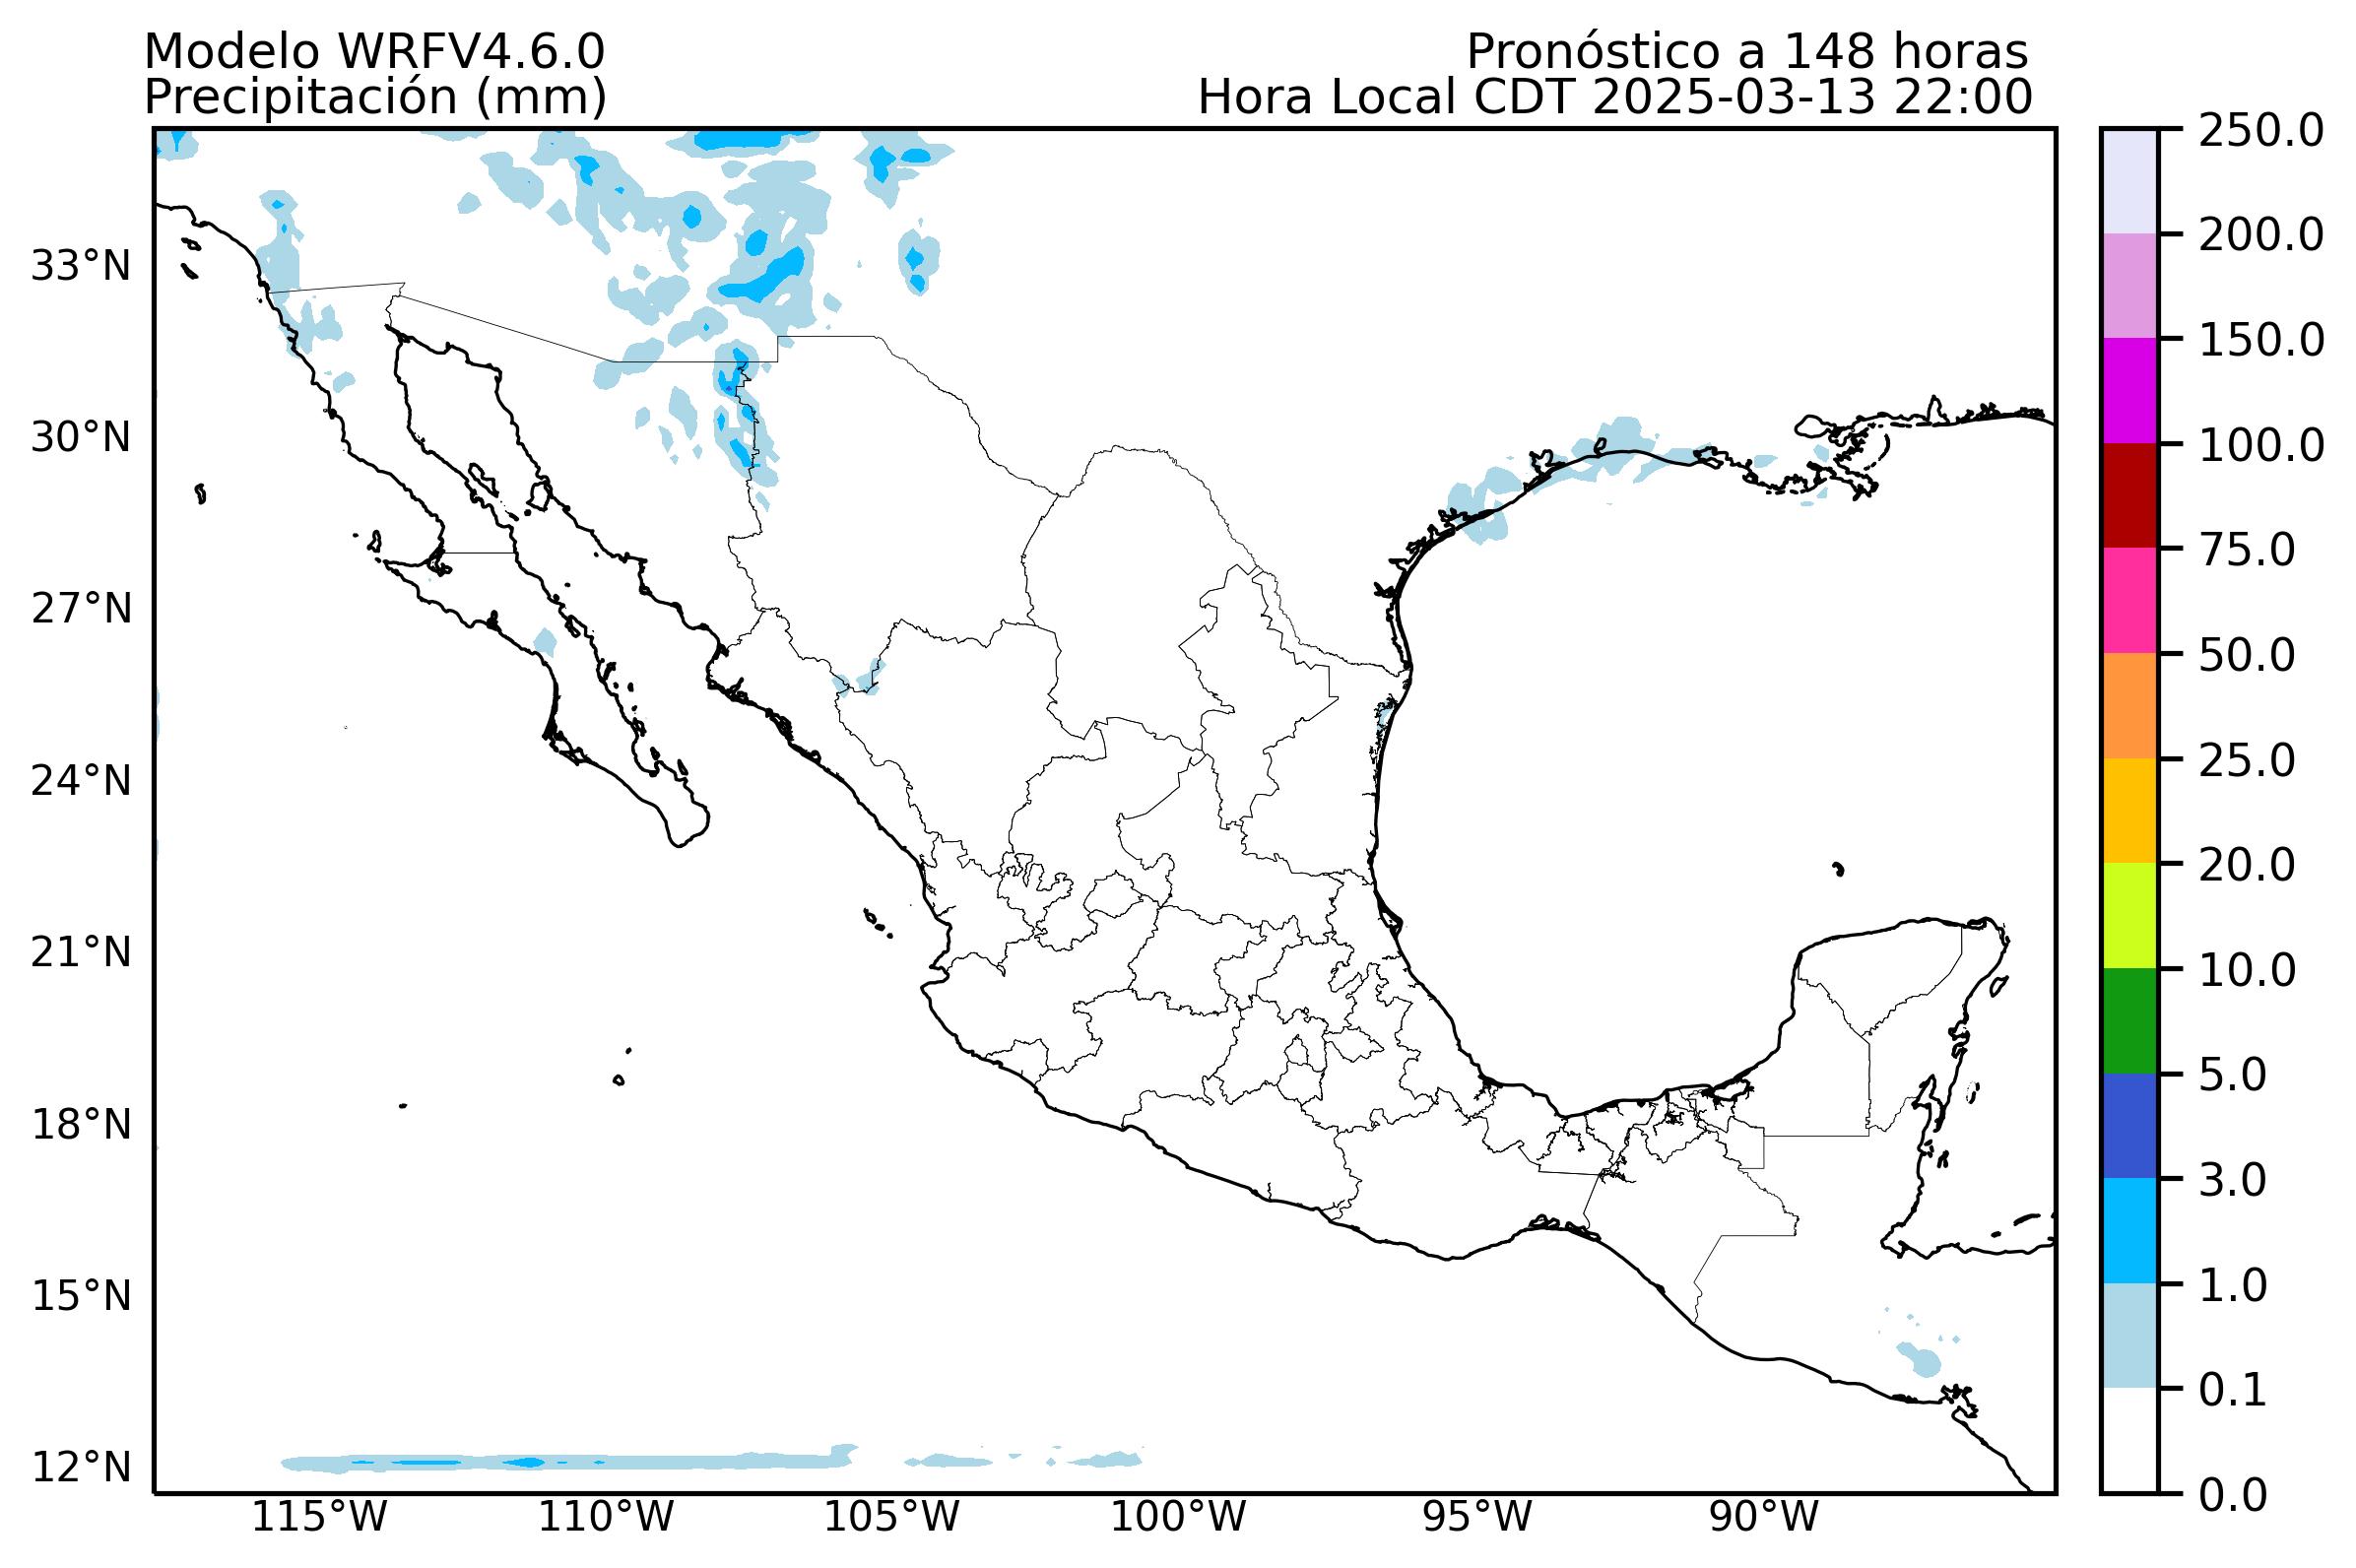 Modelo WRFV4.6.0
Precipitación (mm)
Pronóstico a 148 horas
Hora Local CDT 2025-03-13 22:00
33°N
30°N
27°N
24°N
21°N
18°N
15°N
12°N
115°W
110°W
105°W
100°W
95°W
90°W
250.0
200.0
150.0
100.0
75.0
50.0
25.0
20.0
10.0
5.0
3.0
1.0
0.1
0.0